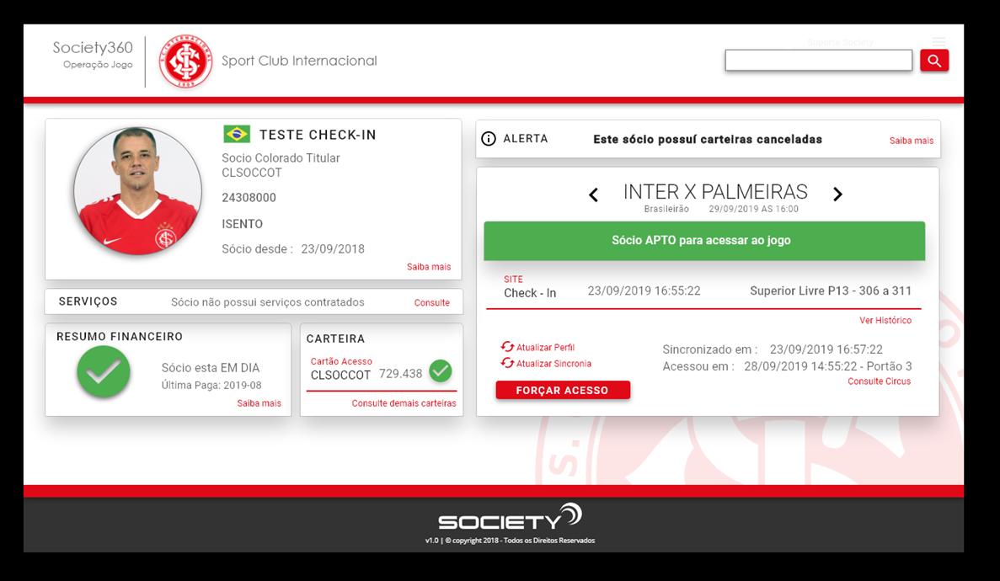 Society360
Operação Jogo
S.C. INTERNACIONAL
1909
Sport Club Internacional
Suporte Society
TESTE CHECK-IN
Socio Colorado Titular
CLSOCCOT
24308000
ISENTO
Sócio desde : 23/09/2018
Saiba mais
SERVIÇOS Sócio não possui serviços contratados Consulte
RESUMO FINANCEIRO
Sócio esta EM DIA
Última Paga: 2019-08
Saiba mais
CARTEIRA
Cartão Acesso
CLSOCCOT 729.438
Consulte demais carteiras
ALERTA Este sócio possuí carteiras canceladas Saiba mais
INTER X PALMEIRAS
Brasileirão 29/09/2019 AS 16:00
Sócio APTO para acessar ao jogo
SITE
Check - In 23/09/2019 16:55:22 Superior Livre P13 - 306 a 311
Ver Histórico
Atualizar Perfil
Atualizar Sincronia
FORÇAR ACESSO
Sincronizado em : 23/09/2019 16:57:22
Acessou em : 28/09/2019 14:55:22 - Portão 3
Consulte Circus
S.
SOCIETY
v1.0 | © copyright 2018 - Todos os Direitos Reservados